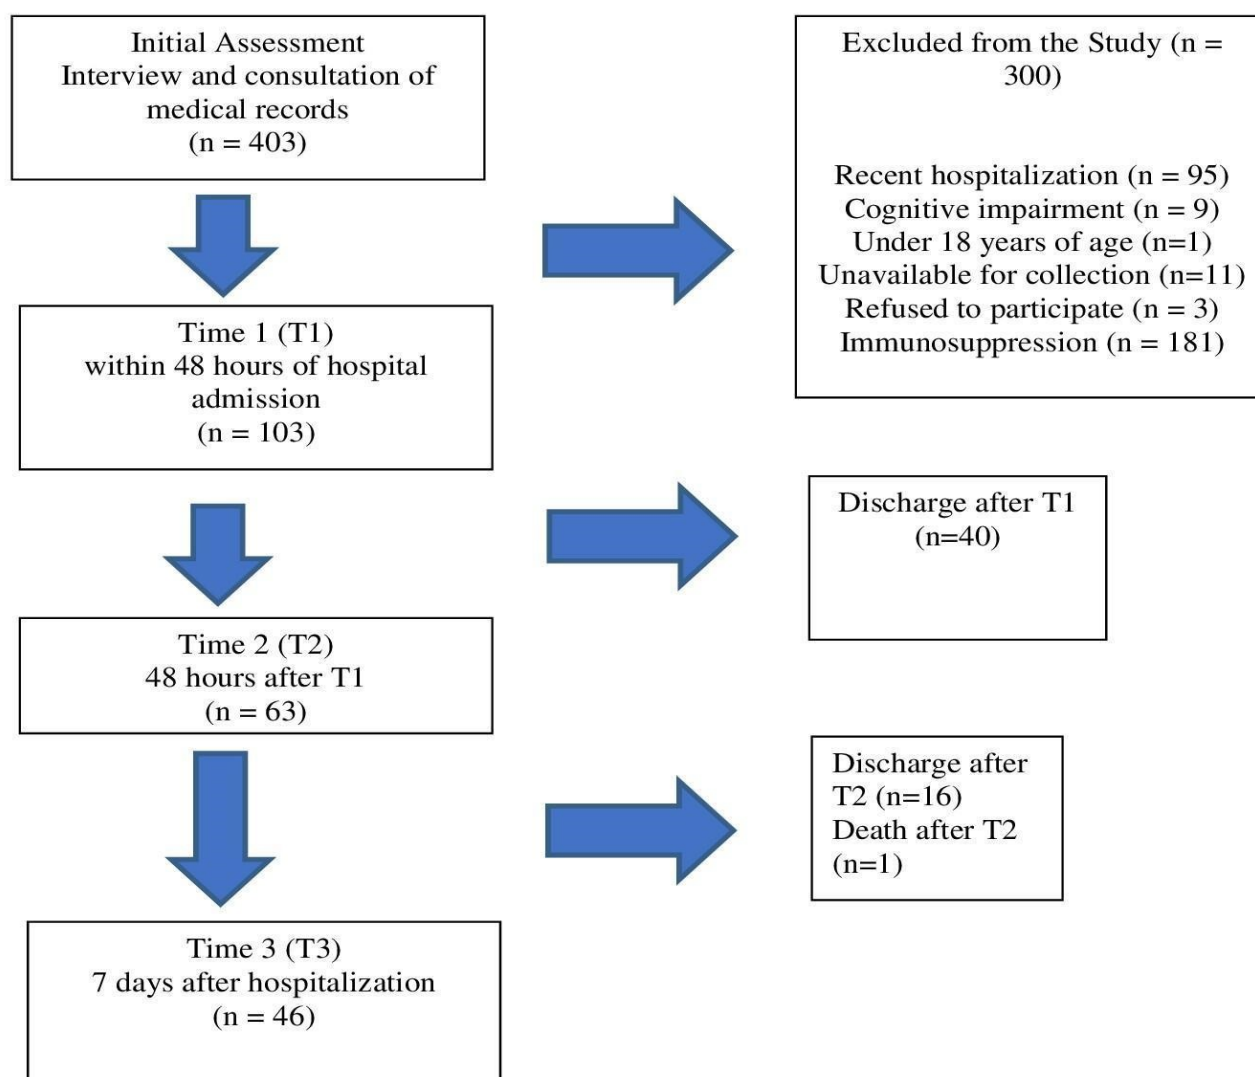 Initial Assessment
Interview and consultation of
medical records
(n = 403)
Excluded from the Study (n =
300)
Recent hospitalization (n = 95)
Cognitive impairment (n = 9)
Under 18 years of age (n=1)
Unavailable for collection (n=11)
Refused to participate (n = 3)
Immunosuppression (n = 181)
Time 1 (T1)
within 48 hours of hospital
admission
(n = 103)
Discharge after T1
(n=40)
Time 2 (T2)
48 hours after T1
(n = 63)
Discharge after
T2 (n=16)
Death after T2
(n=1)
Time 3 (T3)
7 days after hospitalization
(n = 46)